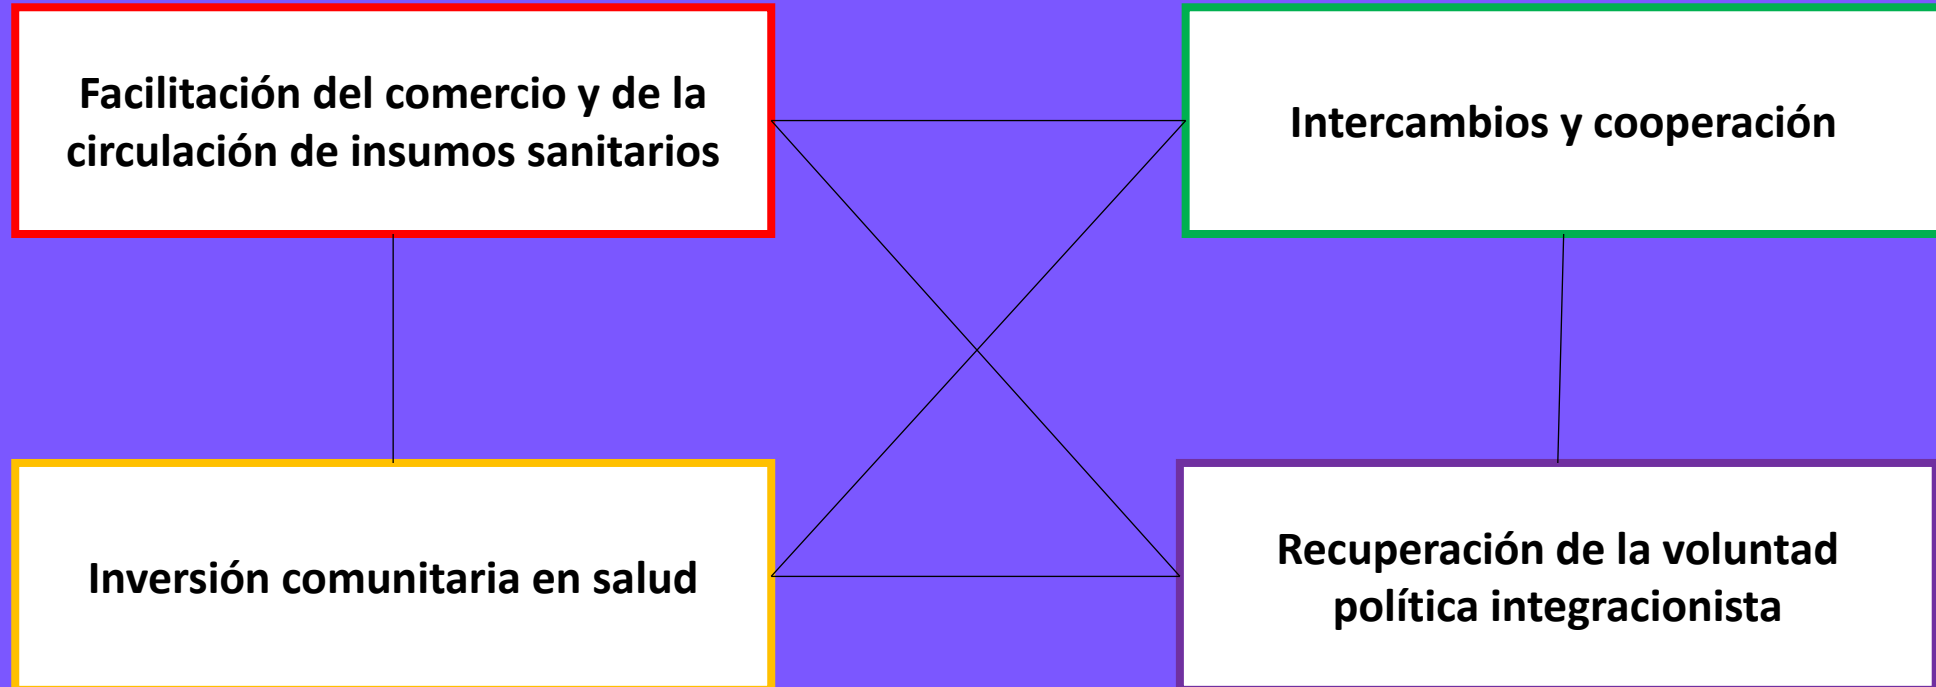 Facilitación del comercio y de la
circulación de insumos sanitarios
Intercambios y cooperación
Inversión comunitaria en salud
Recuperación de la voluntad
política integracionista